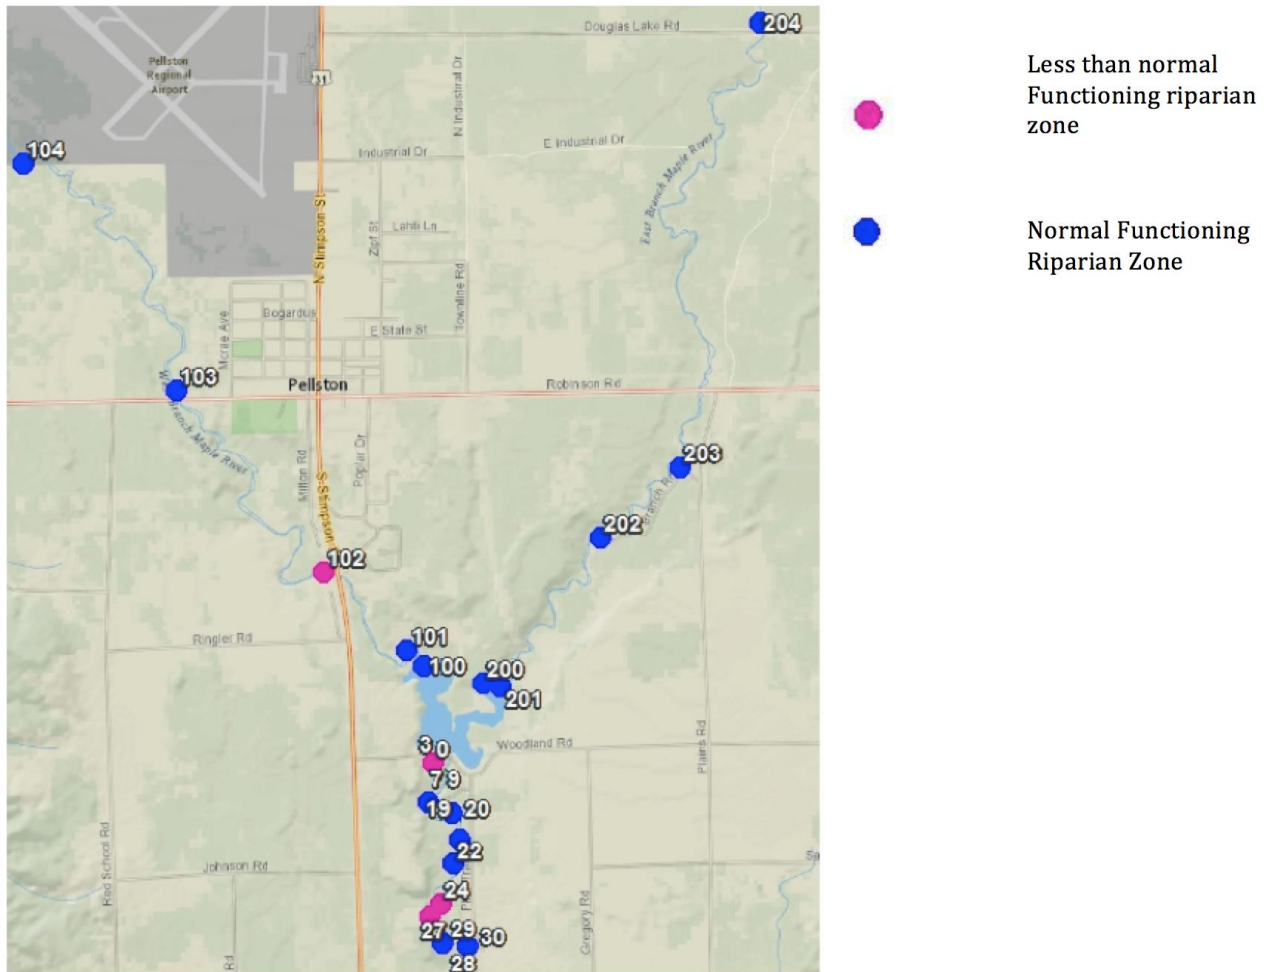 Douglas Lake Rd
204
Pellston
Regional
Airport
31
N Industrial Dr
Less than normal
Functioning riparian
zone
104
Industrial Dr
E Industrial Dr
East Branch Maple River
N Stimpson St
Zipf St
Lahti Ln
Normal Functioning
Riparian Zone
Townline Rd
Bogardus
E State St
103
Pellston
Robinson Rd
Branch Maple River
Milton Rd
Poplar Dr
S Stimpson
203
Branch Rd
202
102
Ringler Rd
101
100
200
201
Woodland Rd
Plains Rd
3
0
7
9
19
20
22
Red School Rd
Johnson Rd
24
Gregory Rd
27
29
30
28
Rd